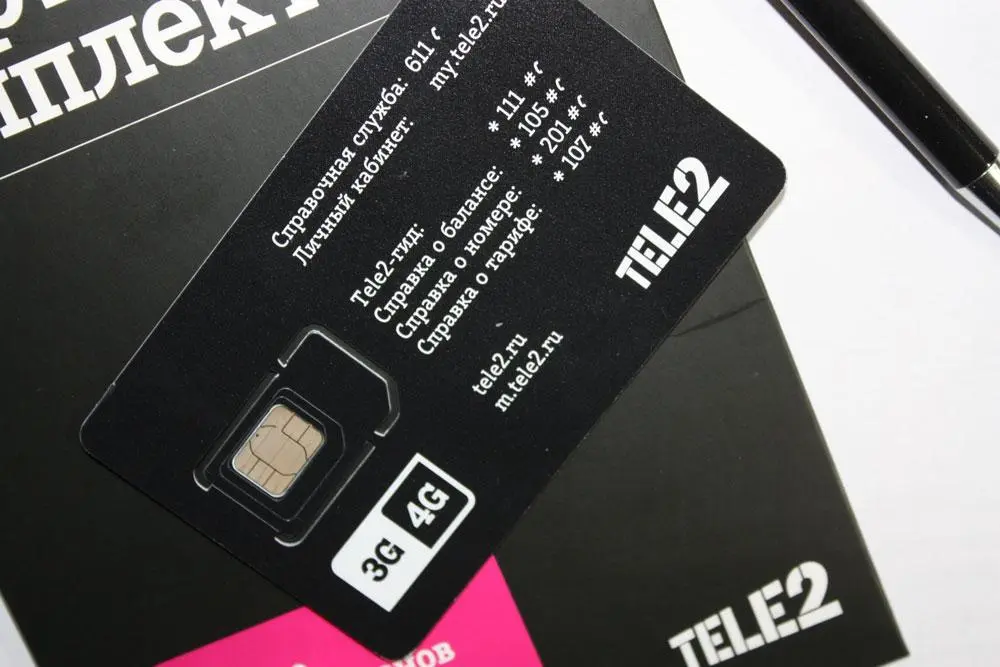 Справочная служба: 611
Личный кабинет: my.tele2.ru
Tele2-гид: * 111 #
Справка о балансе: * 105 #
Справка о номере: * 201 #
Справка о тарифе: * 107 #
tele2.ru
m.tele2.ru
TELE2
3G 4G
TELE2